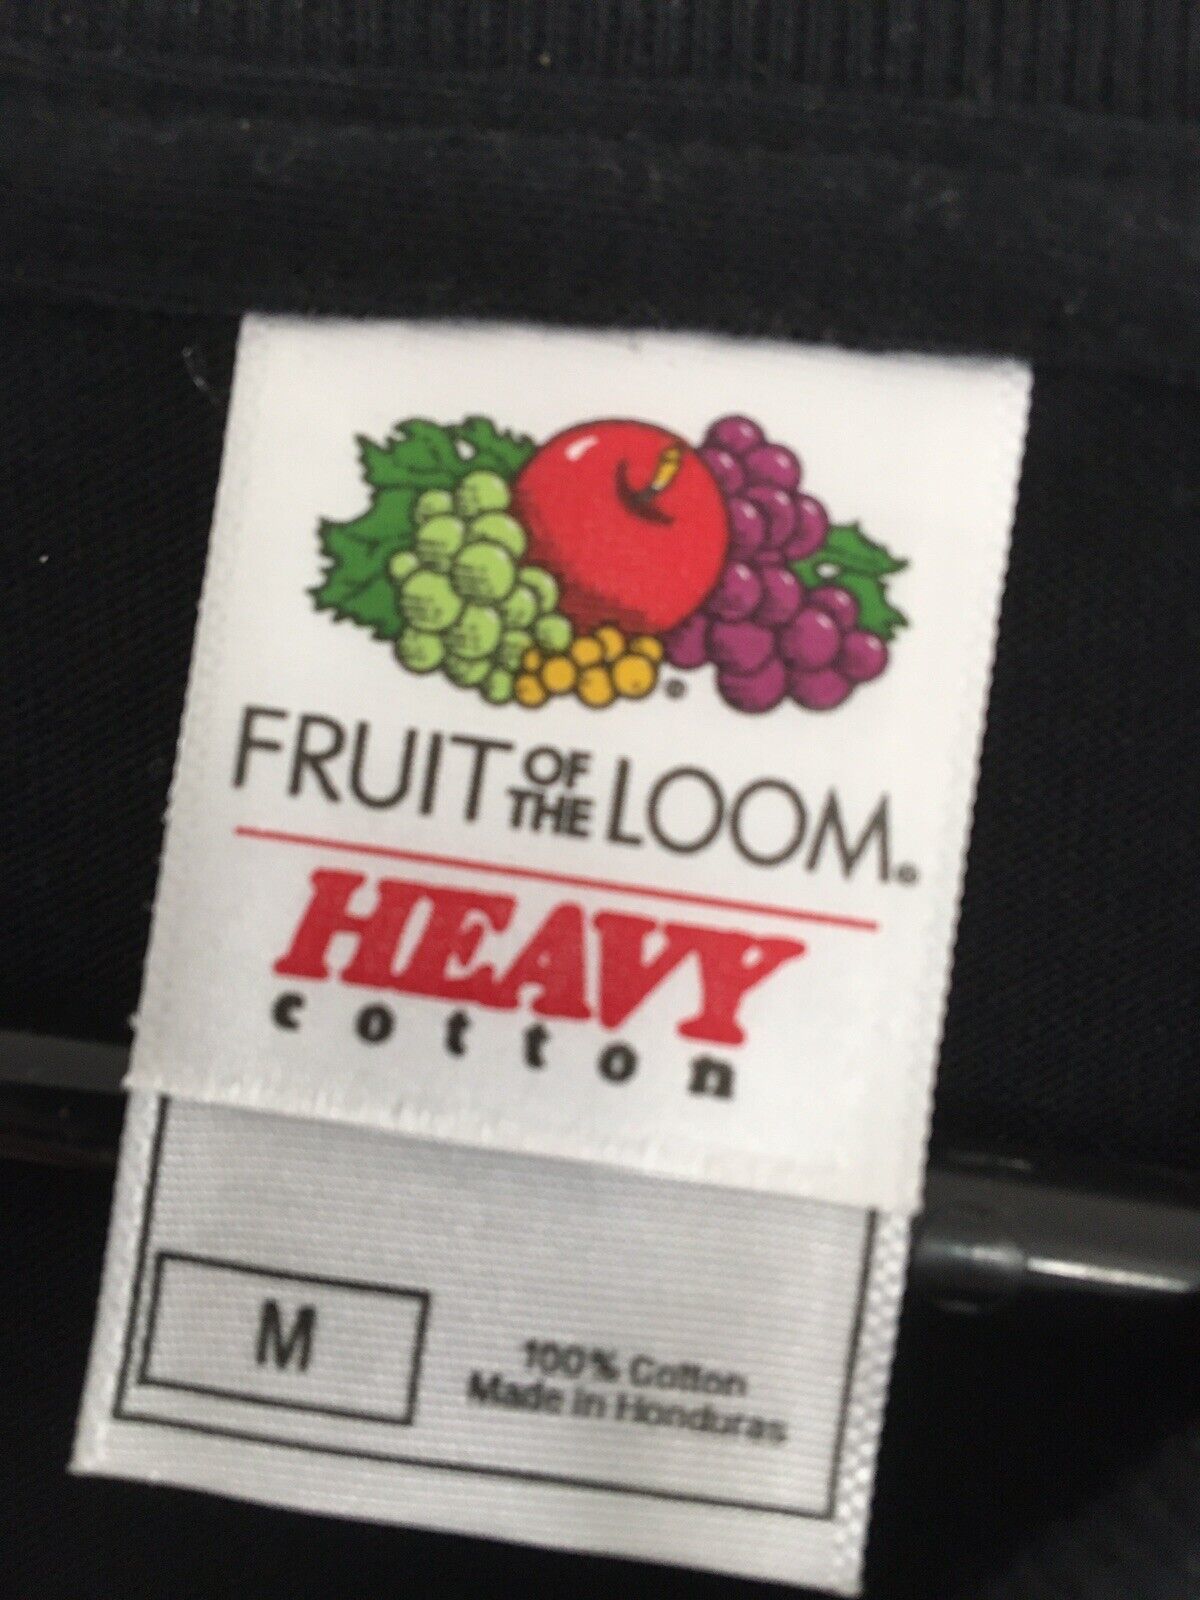 FRUIT OF THE LOOM®
HEAVY
cotton
M
100% Cotton
Made in Honduras